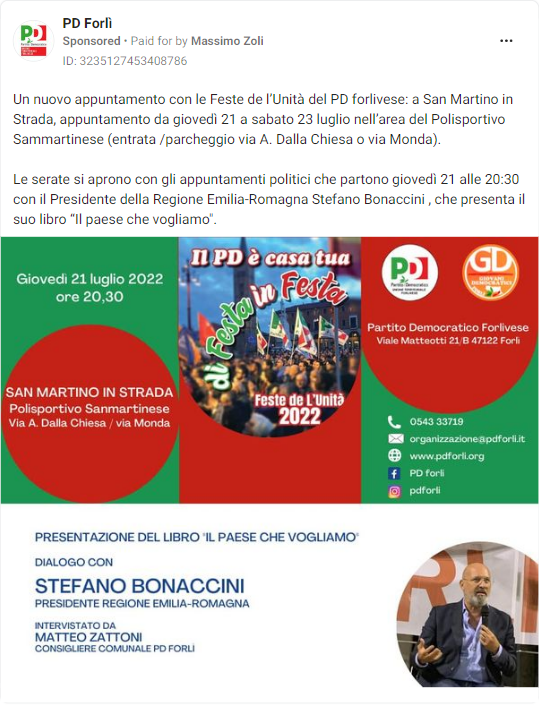 PD Forlì
Sponsored • Paid for by Massimo Zoli
ID: 3235127453408786
Un nuovo appuntamento con le Feste de l'Unità del PD forlivese: a San Martino in
Strada, appuntamento da giovedì 21 a sabato 23 luglio nell'area del Polisportivo
Sammartinese (entrata /parcheggio via A. Dalla Chiesa o via Monda).
Le serate si aprono con gli appuntamenti politici che partono giovedì 21 alle 20:30
con il Presidente della Regione Emilia-Romagna Stefano Bonaccini , che presenta il
suo libro “Il paese che vogliamo".
Giovedì 21 luglio 2022
ore 20,30
SAN MARTINO IN STRADA
Polisportivo Sanmartinese
Via A. Dalla Chiesa / via Monda
Il PD è casa tua
di Festa in Festa
Feste de L'Unità
2022
PD
Partito Democratico
GD
GIOVANI
DEMOCRATICI
Partito Democratico Forlivese
Viale Matteotti 21/B 47122 Forlì
0543 33719
organizzazione@pdforli.it
www.pdforli.org
PD forlì
pdforli
PRESENTAZIONE DEL LIBRO "IL PAESE CHE VOGLIAMO"
DIALOGO CON
STEFANO BONACCINI
PRESIDENTE REGIONE EMILIA-ROMAGNA
INTERVISTATO DA
MATTEO ZATTONI
CONSIGLIERE COMUNALE PD FORLÌ